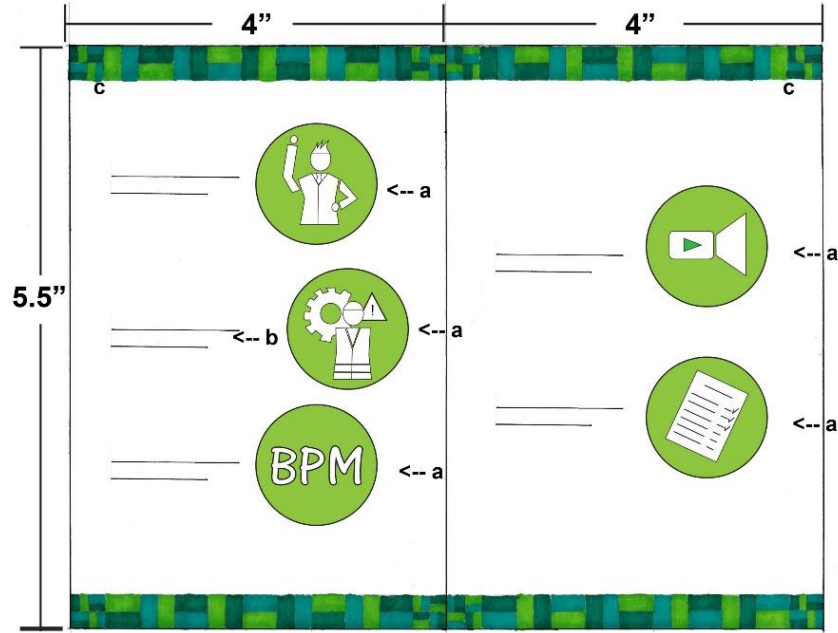 4” 4”
c c
<-- a
<-- a
5.5”
! <-- a
<-- b
BPM
<-- a
<-- a